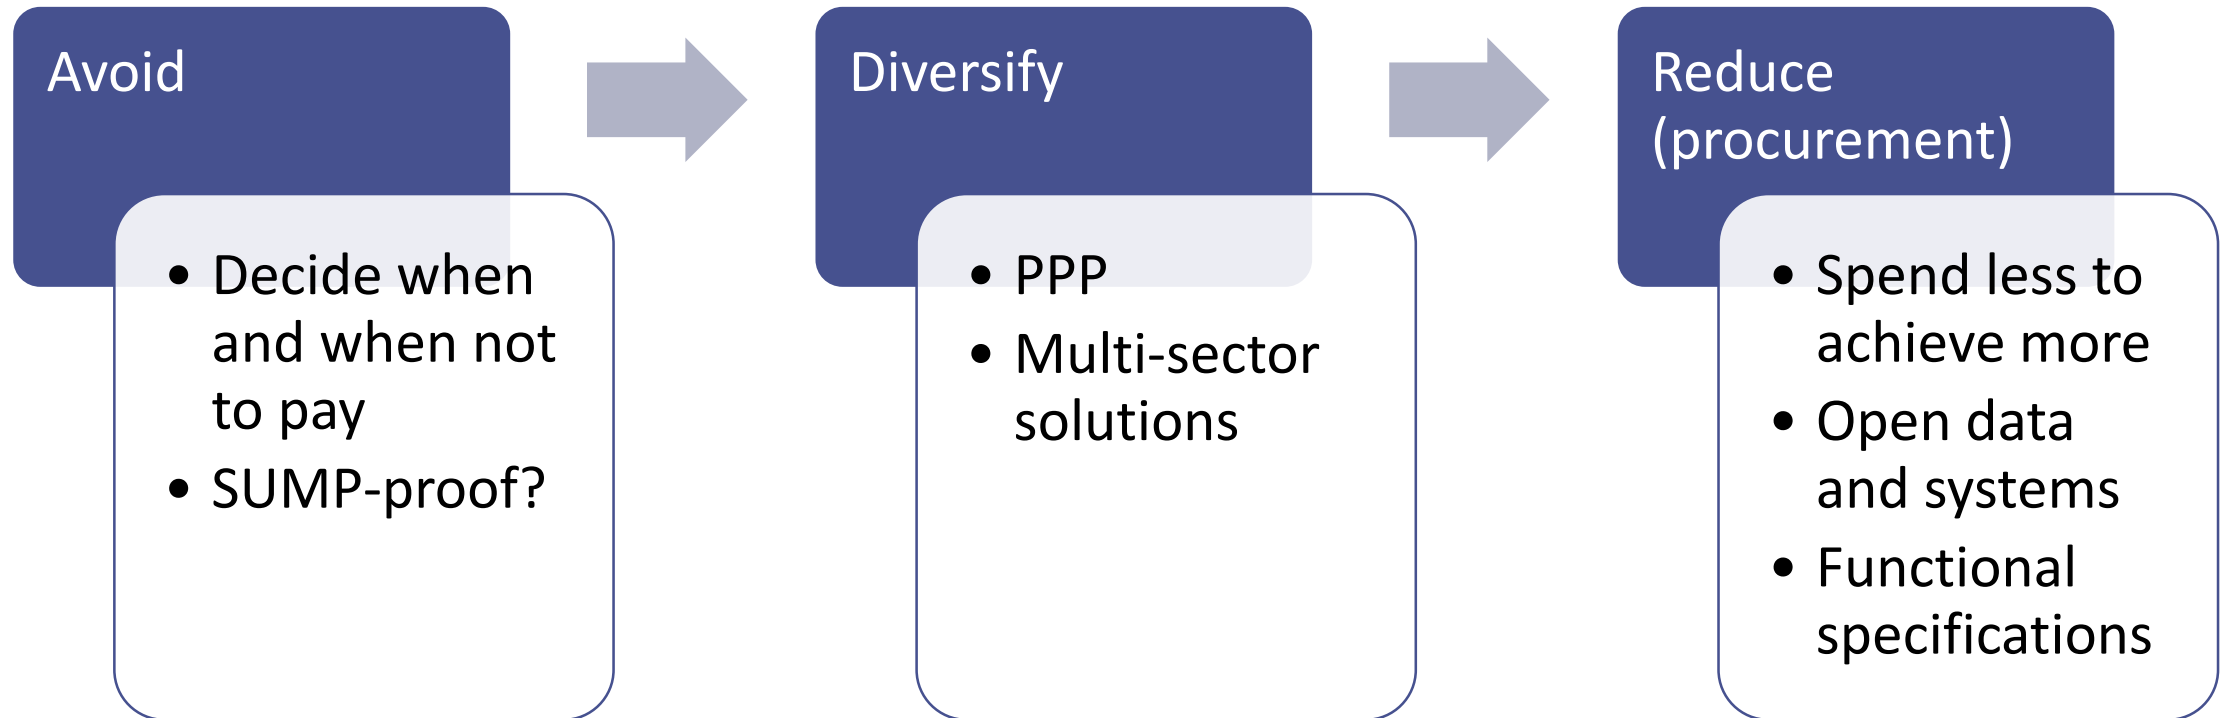 Avoid
• Decide when
and when not
to pay
• SUMP-proof?
Diversify
• PPP
• Multi-sector
solutions
Reduce
(procurement)
• Spend less to
achieve more
• Open data
and systems
• Functional
specifications